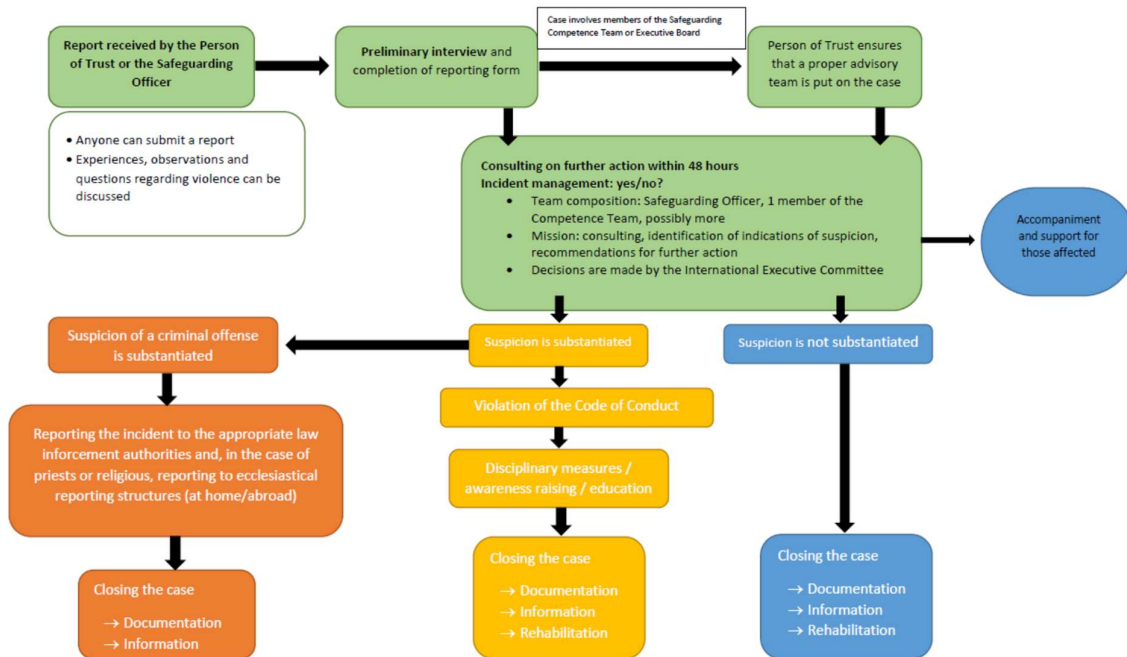 Report received by the Person
of Trust or the Safeguarding
Officer
Preliminary interview and
completion of reporting form
Case involves members of the Safeguarding
Competence Team or Executive Board
Person of Trust ensures
that a proper advisory
team is put on the case
• Anyone can submit a report
• Experiences, observations and
questions regarding violence can be
discussed
Consulting on further action within 48 hours
Incident management: yes/no?
• Team composition: Safeguarding Officer, 1 member of the
Competence Team, possibly more
• Mission: consulting, identification of indications of suspicion,
recommendations for further action
• Decisions are made by the International Executive Committee
Accompaniment
and support for
those affected
Suspicion of a criminal offense
is substantiated
Suspicion is substantiated
Suspicion is not substantiated
Violation of the Code of Conduct
Reporting the incident to the appropriate law
inforcement authorities and, in the case of
priests or religious, reporting to ecclesiastical
reporting structures (at home/abroad)
Disciplinary measures /
awareness raising / education
Closing the case
→ Documentation
→ Information
Closing the case
→ Documentation
→ Information
→ Rehabilitation
Closing the case
→ Documentation
→ Information
→ Rehabilitation